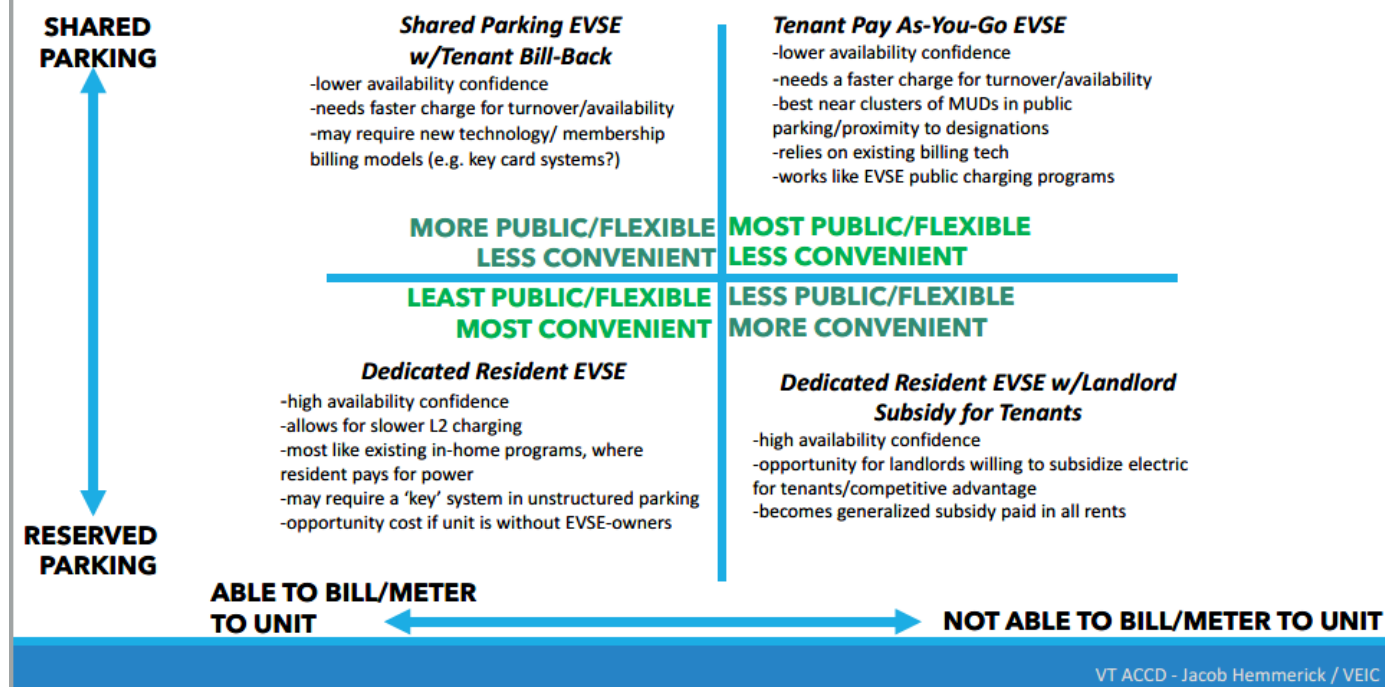 SHARED
PARKING
Shared Parking EVSE
w/Tenant Bill-Back
-lower availability confidence
-needs faster charge for turnover/availability
-may require new technology/ membership
billing models (e.g. key card systems?)
Tenant Pay As-You-Go EVSE
-lower availability confidence
-needs a faster charge for turnover/availability
-best near clusters of MUDs in public
parking/proximity to designations
-relies on existing billing tech
-works like EVSE public charging programs
MORE PUBLIC/FLEXIBLE
LESS CONVENIENT
MOST PUBLIC/FLEXIBLE
LESS CONVENIENT
LEAST PUBLIC/FLEXIBLE
MOST CONVENIENT
LESS PUBLIC/FLEXIBLE
MORE CONVENIENT
Dedicated Resident EVSE
-high availability confidence
-allows for slower L2 charging
-most like existing in-home programs, where
resident pays for power
-may require a ‘key’ system in unstructured parking
-opportunity cost if unit is without EVSE-owners
Dedicated Resident EVSE w/Landlord
Subsidy for Tenants
-high availability confidence
-opportunity for landlords willing to subsidize electric
for tenants/competitive advantage
-becomes generalized subsidy paid in all rents
RESERVED
PARKING
ABLE TO BILL/METER
TO UNIT
NOT ABLE TO BILL/METER TO UNIT
VT ACCD - Jacob Hemmerick / VEIC